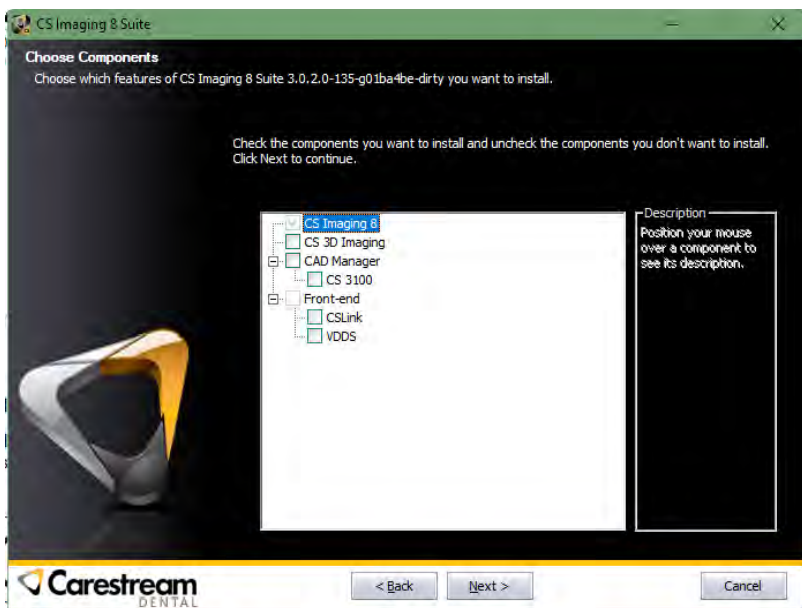 CS Imaging 8 Suite
Choose Components
Choose which features of CS Imaging 8 Suite 3.0.2.0-135-g01ba4be-dirty you want to install.
Check the components you want to install and uncheck the components you don't want to install.
Click Next to continue.
CS Imaging 8
CS 3D Imaging
CAD Manager
CS 3100
Front-end
CSLink
VDDS
Description
Position your mouse
over a component to
see its description.
Carestream
DENTAL
< Back
Next >
Cancel